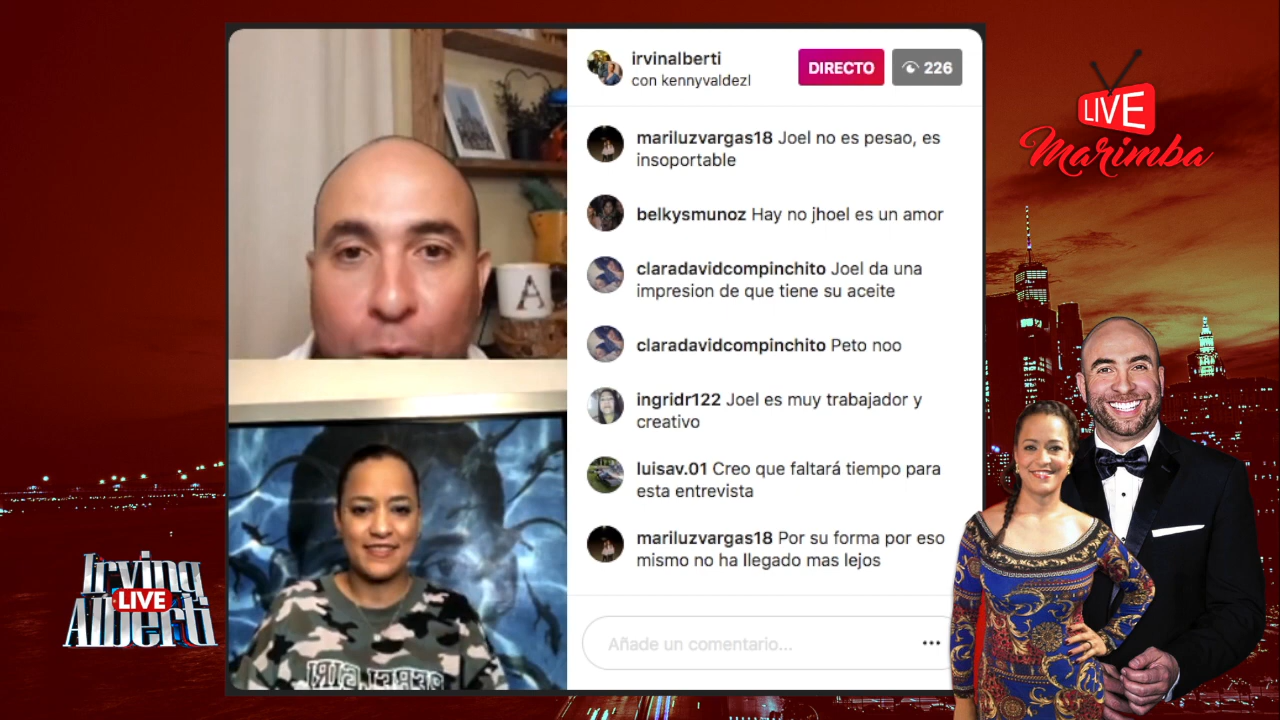 irvinalberti
con kennyvaldezl
DIRECTO
226
mariluzvargas18 Joel no es pesao, es
insoportable
belkysmunoz Hay no jhoel es un amor
claradavidcompinchito Joel da una
impresion de que tiene su aceite
claradavidcompinchito Peto noo
ingridr122 Joel es muy trabajador y
creativo
luisav.01 Creo que faltará tiempo para
esta entrevista
mariluzvargas18 Por su forma por eso
mismo no ha llegado mas lejos
Añade un comentario...
A
REBEL GIRL
LIVE
Marimba
Irving
LIVE
Alberti